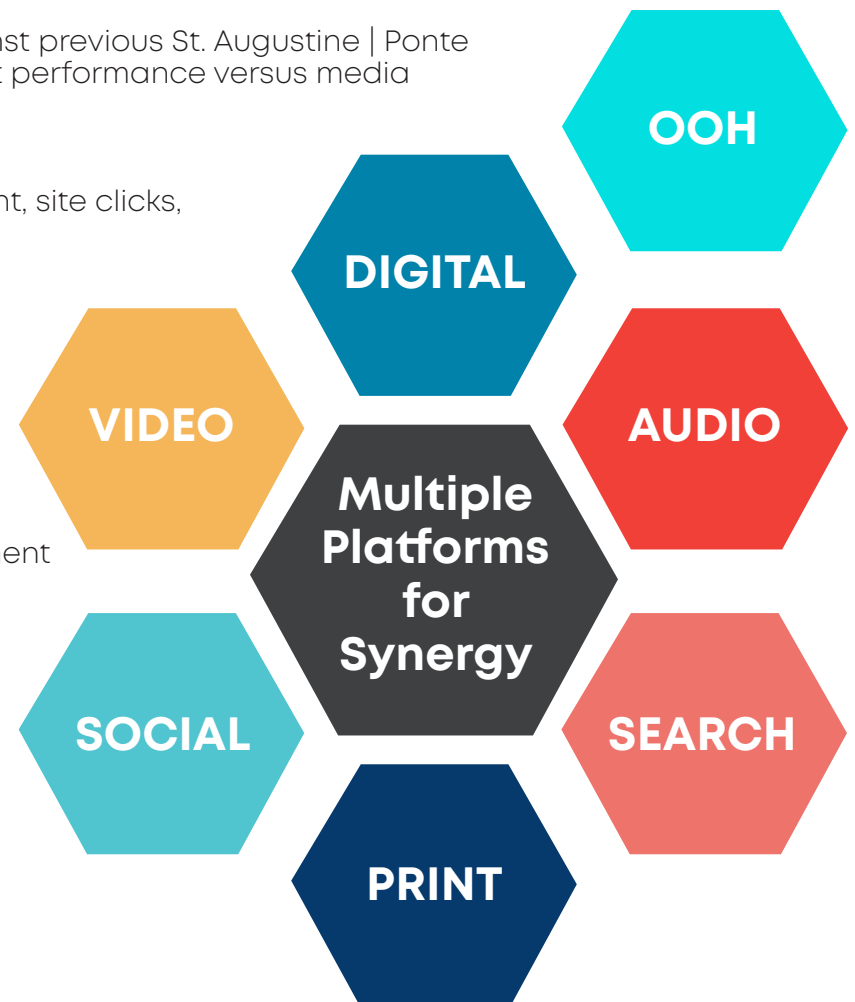 st previous St. Augustine | Ponte
performance versus media
OOH
nt, site clicks,
DIGITAL
VIDEO
AUDIO
Multiple
Platforms
for
Synergy
ent
SOCIAL
SEARCH
PRINT